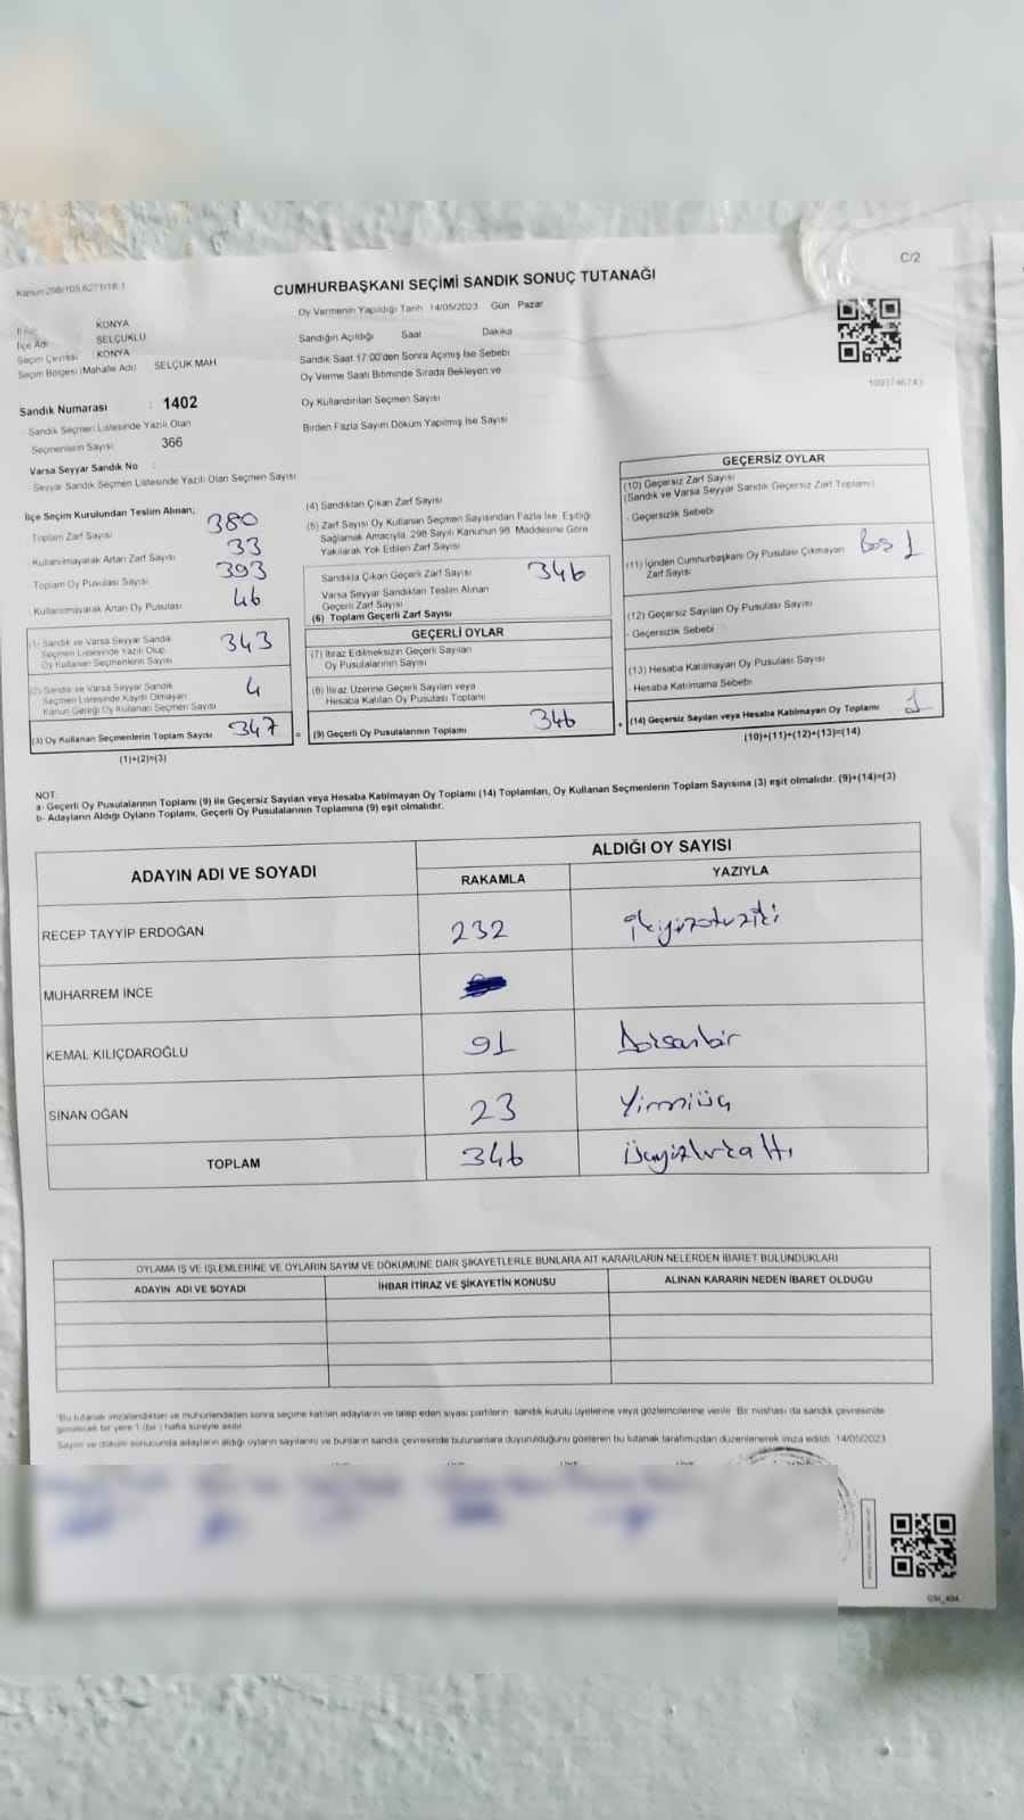 C/2
CUMHURBAŞKANI SEÇİMİ SANDIK SONUÇ TUTANAĞI
Oy Vermenin Yapıldığı Tarih 14/05/2023 Gün Pazar
KONYA
İlçe Adı SELÇUKLU
Seçim Çevresi KONYA
Seçim Bölgesi (Mahalle Adı) SELÇUK MAH
Sandık Numarası : 1402
Sandık Seçmen Listesinde Yazılı Olan
Seçmenlerin Sayısı 366
Varsa Seyyar Sandık No :
Seyyar Sandık Seçmen Listesinde Yazılı Olan Seçmen Sayısı
Sandığın Açıldığı Saat Dakika
Sandık Saat 17:00'den Sonra Açılmış İse Sebebi
Oy Verme Saati Bitiminde Sırada Bekleyen ve
Oy Kullandırılan Seçmen Sayısı
Birden Fazla Sayım Döküm Yapılmış İse Sayısı
İlçe Seçim Kurulundan Teslim Alınan;
Toplam Zarf Sayısı 380
Kullanılmayarak Artan Zarf Sayısı 33
Toplam Oy Pusulası Sayısı 393
Kullanılmayarak Artan Oy Pusulası 46
(1) Sandık ve Varsa Seyyar Sandık
Seçmen Listesinde Yazılı Olup
Oy Kullanan Seçmenlerin Sayısı 343
(2) Sandık ve Varsa Seyyar Sandık
Seçmen Listesinde Kaydı Olmayan
Kanun Gereği Oy Kullanan Seçmen Sayısı 4
(3) Oy Kullanan Seçmenlerin Toplam Sayısı 347
(1)+(2)=(3)
(4) Sandıktan Çıkan Zarf Sayısı
(5) Zarf Sayısı Oy Kullanan Seçmen Sayısından Fazla İse, Eşitliği
Sağlamak Amacıyla, 298 Sayılı Kanunun 98. Maddesine Göre
Yakılarak Yok Edilen Zarf Sayısı
Sandıkta Çıkan Geçerli Zarf Sayısı 346
Varsa Seyyar Sandıktan Teslim Alınan
Geçerli Zarf Sayısı
(6) Toplam Geçerli Zarf Sayısı
GEÇERLİ OYLAR
(7) İtiraz Edilmeksizin Geçerli Sayılan
Oy Pusulalarının Sayısı
(8) İtiraz Üzerine Geçerli Sayılan veya
Hesaba Katılan Oy Pusulası Toplamı
= (9) Geçerli Oy Pusulalarının Toplamı 346
GEÇERSİZ OYLAR
(10) Geçersiz Zarf Sayısı
(Sandık ve Varsa Seyyar Sandık Geçersiz Zarf Toplamı)
- Geçersizlik Sebebi
(11) İçinden Cumhurbaşkanı Oy Pusulası Çıkmayan Boş 1
Zarf Sayısı
(12) Geçersiz Sayılan Oy Pusulası Sayısı
- Geçersizlik Sebebi
(13) Hesaba Katılmayan Oy Pusulası Sayısı
- Hesaba Katılmama Sebebi
+ (14) Geçersiz Sayılan veya Hesaba Katılmayan Oy Toplamı 1
(10)+(11)+(12)+(13)=(14)
NOT:
a- Geçerli Oy Pusulalarının Toplamı (9) ile Geçersiz Sayılan veya Hesaba Katılmayan Oy Toplamı (14) Toplamları, Oy Kullanan Seçmenlerin Toplam Sayısına (3) eşit olmalıdır. (9)+(14)=(3)
b- Adayların Aldığı Oyların Toplamı, Geçerli Oy Pusulalarının Toplamına (9) eşit olmalıdır.
ADAYIN ADI VE SOYADI
ALDIĞI OY SAYISI
RAKAMLA YAZIYLA
RECEP TAYYİP ERDOĞAN 232 ikiyüzotuziki
MUHARREM İNCE
KEMAL KILIÇDAROĞLU 91 Doksanbir
SİNAN OĞAN 23 Yirmiüç
TOPLAM 346 Üçyüzkırkaltı
OYLAMA İŞ VE İŞLEMLERİNE VE OYLARIN SAYIM VE DÖKÜMÜNE DAİR ŞİKAYETLERLE BUNLARA AİT KARARLARIN NELERDEN İBARET BULUNDUKLARI
ADAYIN ADI VE SOYADI İHBAR İTİRAZ VE ŞİKAYETİN KONUSU ALINAN KARARIN NEDEN İBARET OLDUĞU
Bu tutanak imzalandıktan ve mühürlendikten sonra seçime katılan adayların ve talep eden siyasi partilerin sandık kurulu üyelerine veya gözlemcilerine verilir. Bir nüshası da sandık çevresinde
görülecek bir yere 1 (bir) hafta süreyle asılır.
Sayım ve döküm sonucunda adayların aldığı oyların sayılarını ve bunların sandık çevresinde bulunanlara duyurulduğunu gösteren bu tutanak tarafımızdan düzenlenerek imza edildi. 14/05/2023